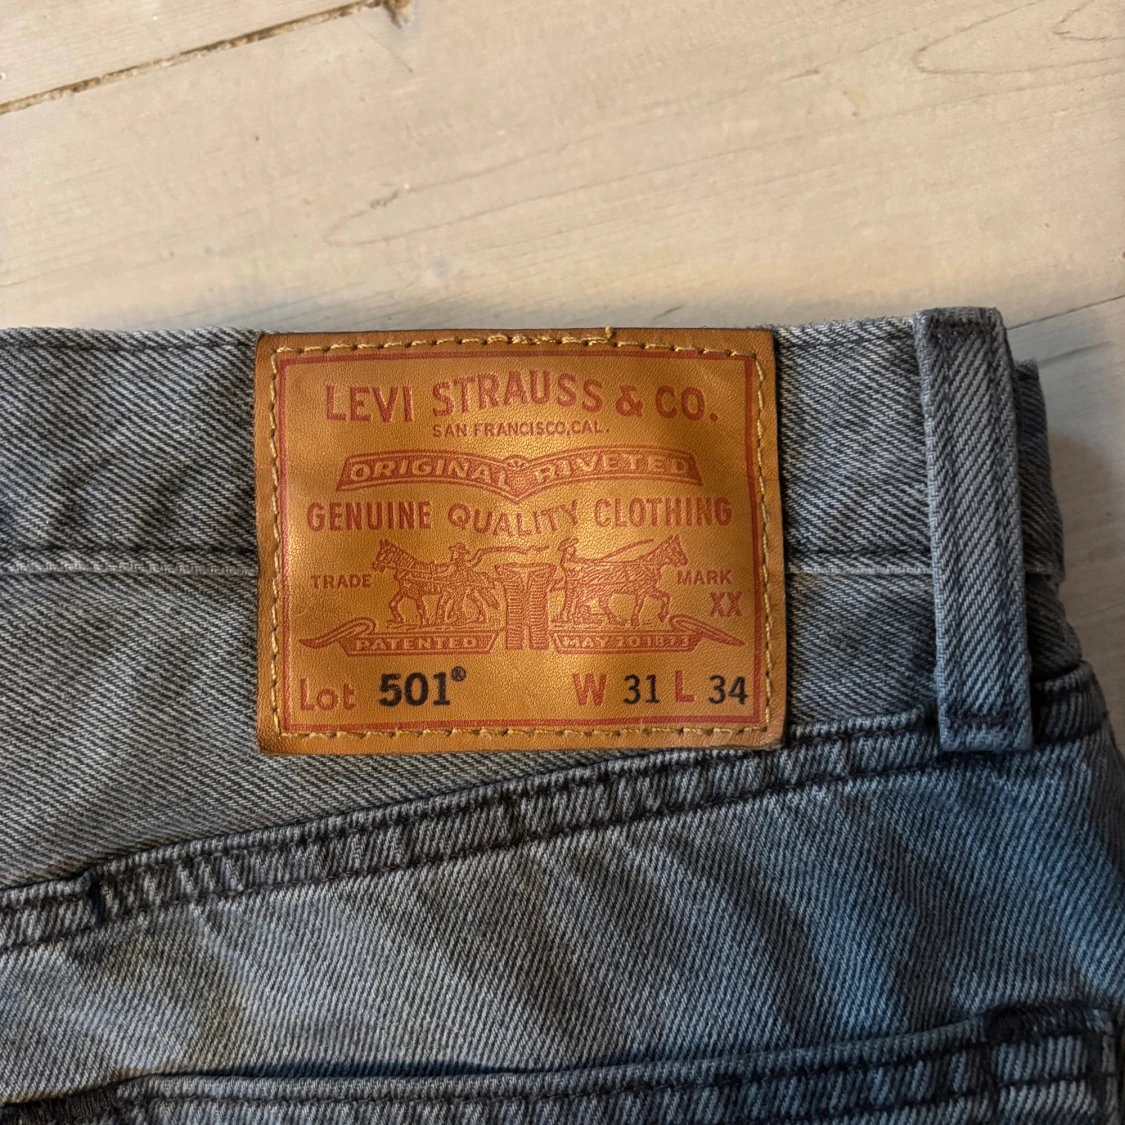 LEVI STRAUSS & CO.
SAN FRANCISCO, CAL.
ORIGINAL RIVETED
GENUINE QUALITY CLOTHING
TRADE MARK
XX
PATENTED MAY 20 1873
Lot 501® W 31 L 34